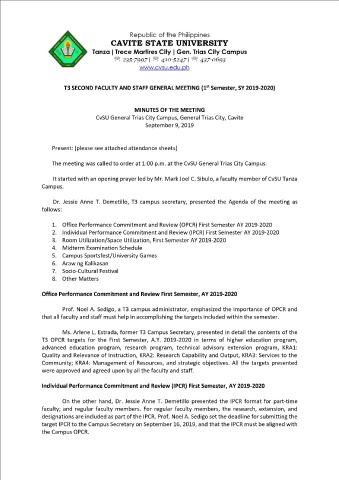 Republic of the Philippines
CAVITE STATE UNIVERSITY
Tanza | Trece Martires City | Gen. Trias City Campus
☏ 235-7997 | ☏ 410-5247 | ☏ 437-0693
www.cvsu.edu.ph
T3 SECOND FACULTY AND STAFF GENERAL MEETING (1st Semester, SY 2019-2020)
MINUTES OF THE MEETING
CvSU General Trias City Campus, General Trias City, Cavite
September 9, 2019
Present: (please see attached attendance sheets)
The meeting was called to order at 1:00 p.m. at the CvSU General Trias City Campus.
It started with an opening prayer led by Mr. Mark Joel C. Sibulo, a faculty member of CvSU Tanza
Campus.
Dr. Jessie Anne T. Demetillo, T3 campus secretary, presented the Agenda of the meeting as
follows:
1. Office Performance Commitment and Review (OPCR) First Semester AY 2019-2020
2. Individual Performance Commitment and Review (IPCR) First Semester AY 2019-2020
3. Room Utilization/Space Utilization, First Semester AY 2019-2020
4. Midterm Examination Schedule
5. Campus Sportsfest/University Games
6. Araw ng Kalikasan
7. Socio-Cultural Festival
8. Other Matters
Office Performance Commitment and Review First Semester, AY 2019-2020
Prof. Noel A. Sedigo, a T3 campus administrator, emphasized the importance of OPCR and
that all faculty and staff must help in accomplishing the targets included within the semester.
Ms. Arlene L. Estrada, former T3 Campus Secretary, presented in detail the contents of the
T3 OPCR targets for the First Semester, A.Y. 2019-2020 in terms of higher education program,
advanced education program, research program, technical advisory extension program, KRA1:
Quality and Relevance of Instruction, KRA2: Research Capability and Output, KRA3: Services to the
Community; KRA4: Management of Resources, and strategic objectives. All the targets presented
were approved and agreed upon by all the faculty and staff.
Individual Performance Commitment and Review (IPCR) First Semester, AY 2019-2020
On the other hand, Dr. Jessie Anne T. Demetillo presented the IPCR format for part-time
faculty; and regular faculty members. For regular faculty members, the research, extension, and
designations are included as part of the IPCR. Prof. Noel A. Sedigo set the deadline for submitting the
target IPCR to the Campus Secretary on September 16, 2019, and that the IPCR must be aligned with
the Campus OPCR.